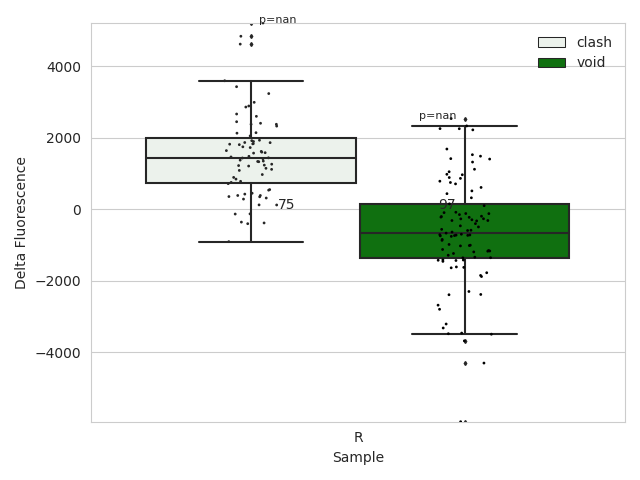 p=nan
clash
void
4000
p=nan
2000
0
75
97
−2000
−4000
Delta Fluorescence
R
Sample